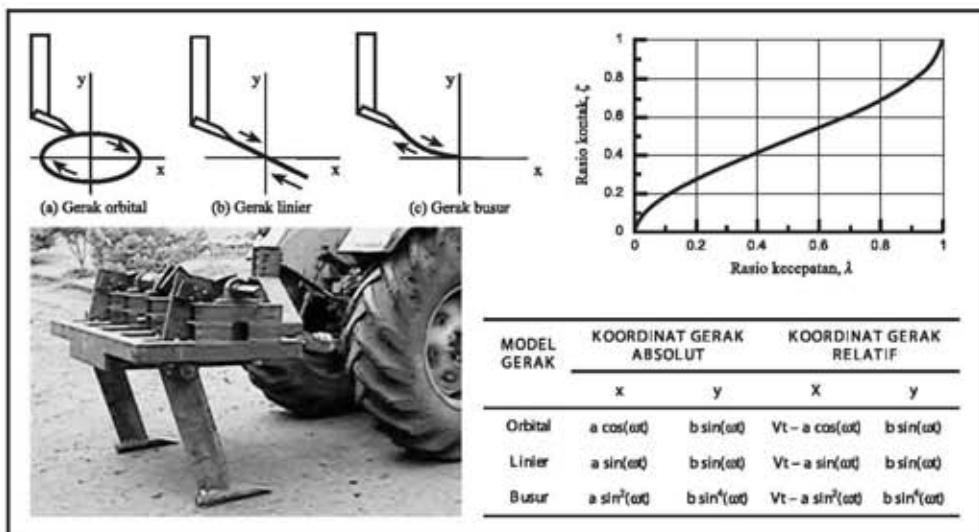 y
x
(a) Gerak orbital
y
x
(b) Gerak linier
y
x
(c) Gerak busur
Rasio kontak, ζ
1
0.8
0.6
0.4
0.2
0
0 0.2 0.4 0.6 0.8 1
Rasio kecepatan, λ
MODEL GERAK
KOORDINAT GERAK ABSOLUT
KOORDINAT GERAK RELATIF
x y X y
Orbital a cos(ωt) b sin(ωt) Vt – a cos(ωt) b sin(ωt)
Linier a sin(ωt) b sin(ωt) Vt – a sin(ωt) b sin(ωt)
Busur a sin²(ωt) b sin⁴(ωt) Vt – a sin²(ωt) b sin⁴(ωt)